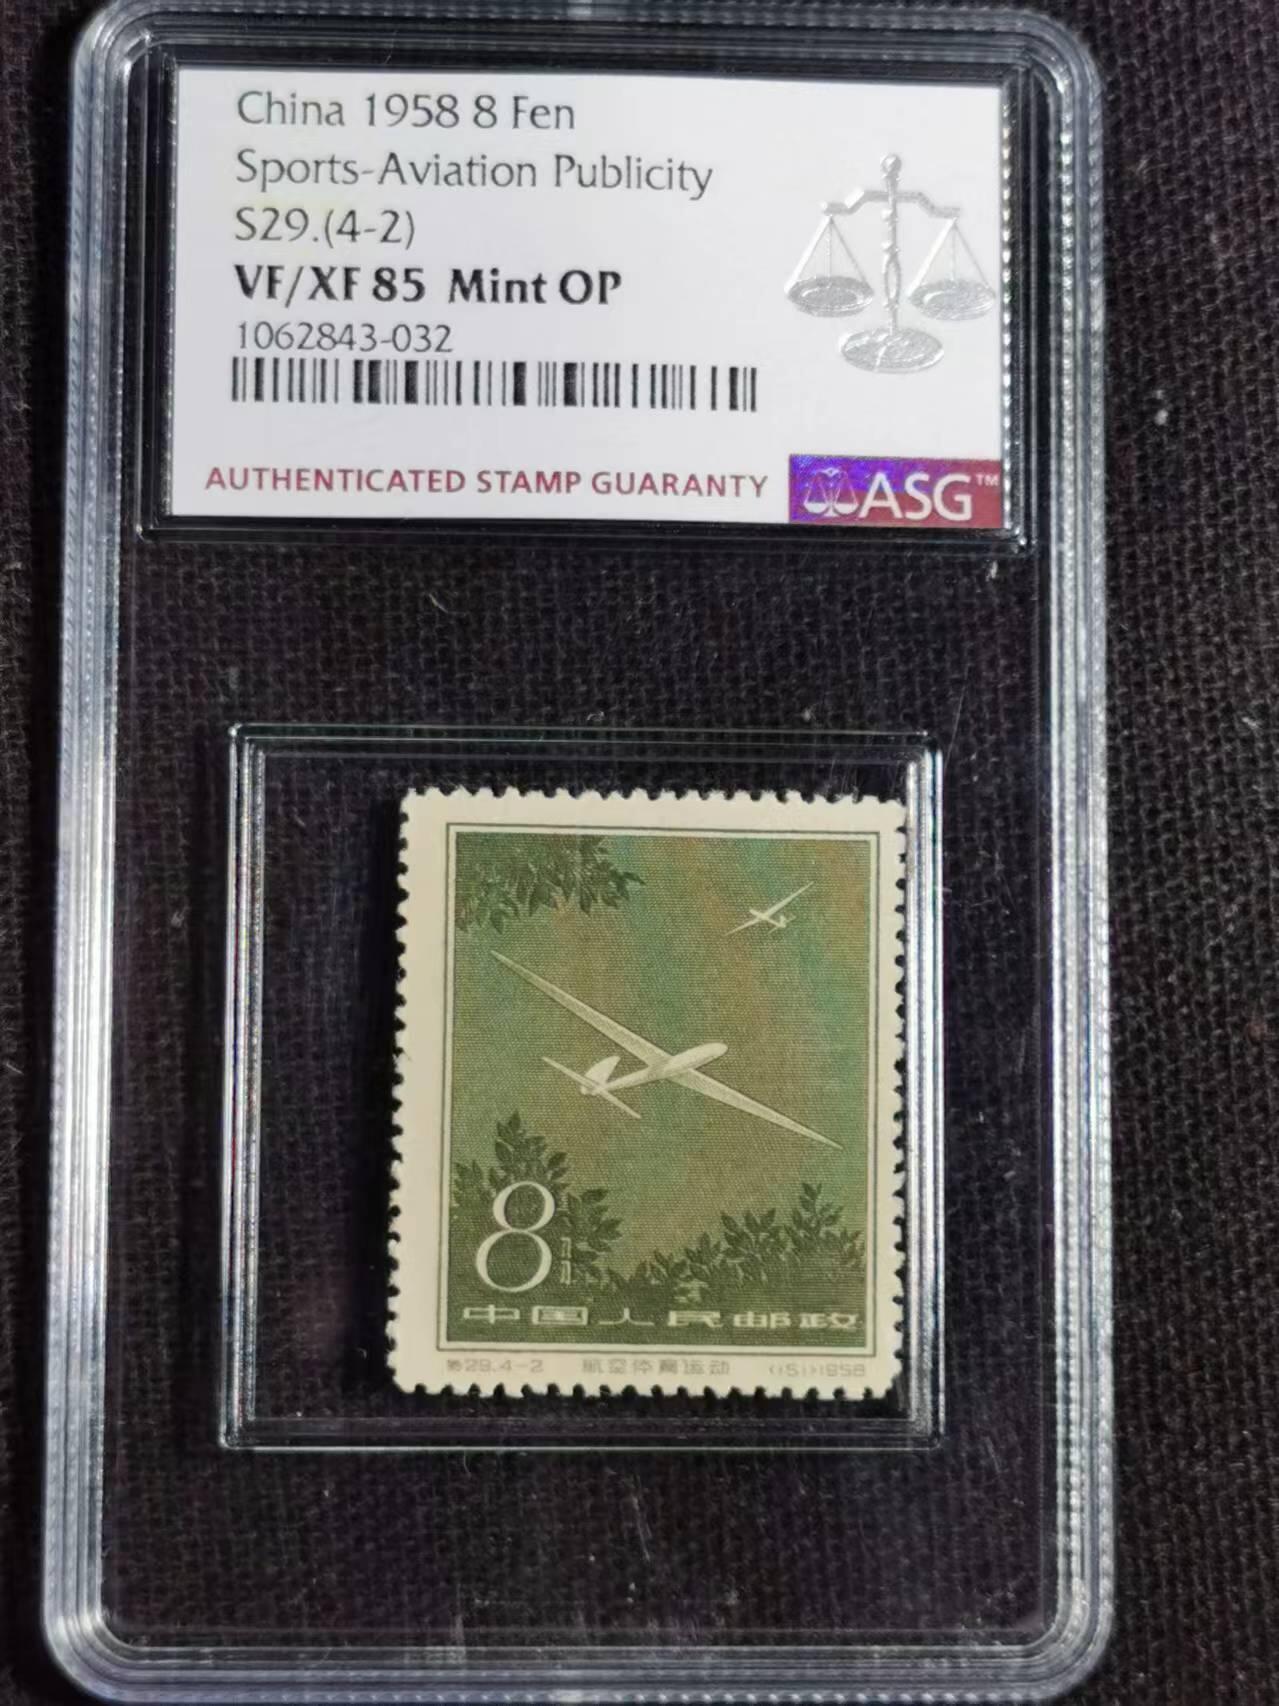 China 1958 8 Fen
Sports-Aviation Publicity
S29.(4-2)
VF/XF 85 Mint OP
1062843-032
AUTHENTICATED STAMP GUARANTY
ASG™
8分
中国人民邮政
特29.4-2 航空体育运动 (151)1958